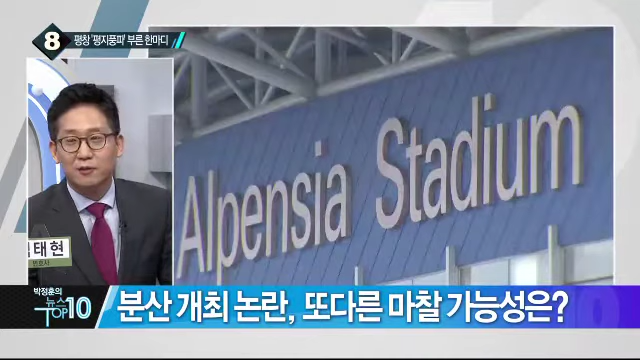 8 평창 '평지풍파' 부른 한마디
Alpensia Stadium
태현
변호사
박정훈의
뉴스
TOP10
분산 개최 논란, 또다른 마찰 가능성은?